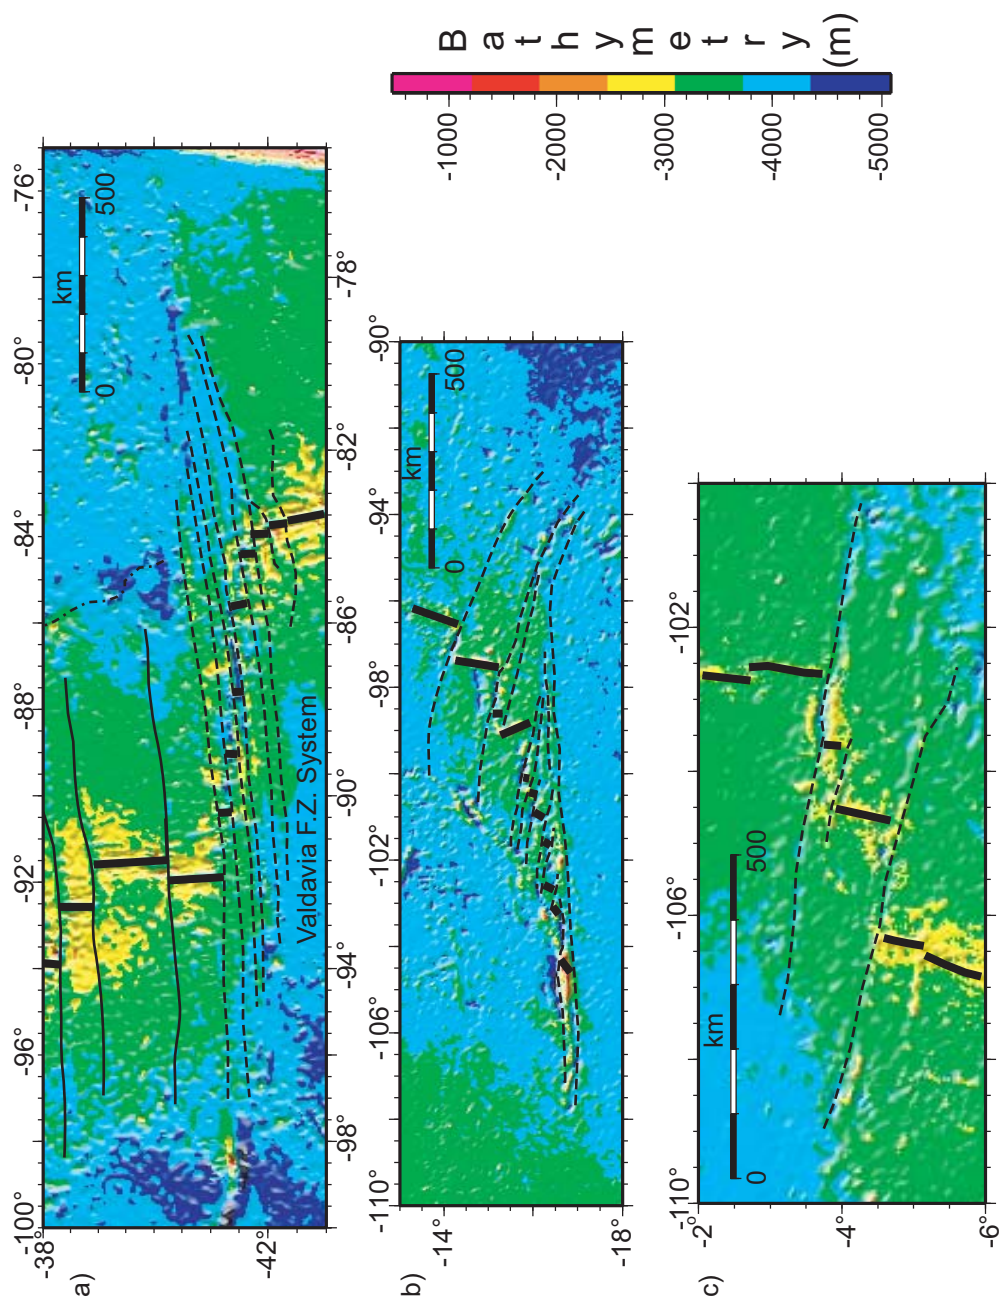 -100° -96° -92° -88° -84° -80° -76°
-38°
a)
km
0 500
-42°
Valdavia F.Z. System
-98° -94° -90° -86° -82° -78°
-110° -106° -102° -98° -94° -90°
b)
-14°
km
0 500
-18°
-110° -106° -102°
c)
-2°
km
0 500
-4°
-6°
-1000
-2000
-3000
-4000
-5000
Bathymetry (m)